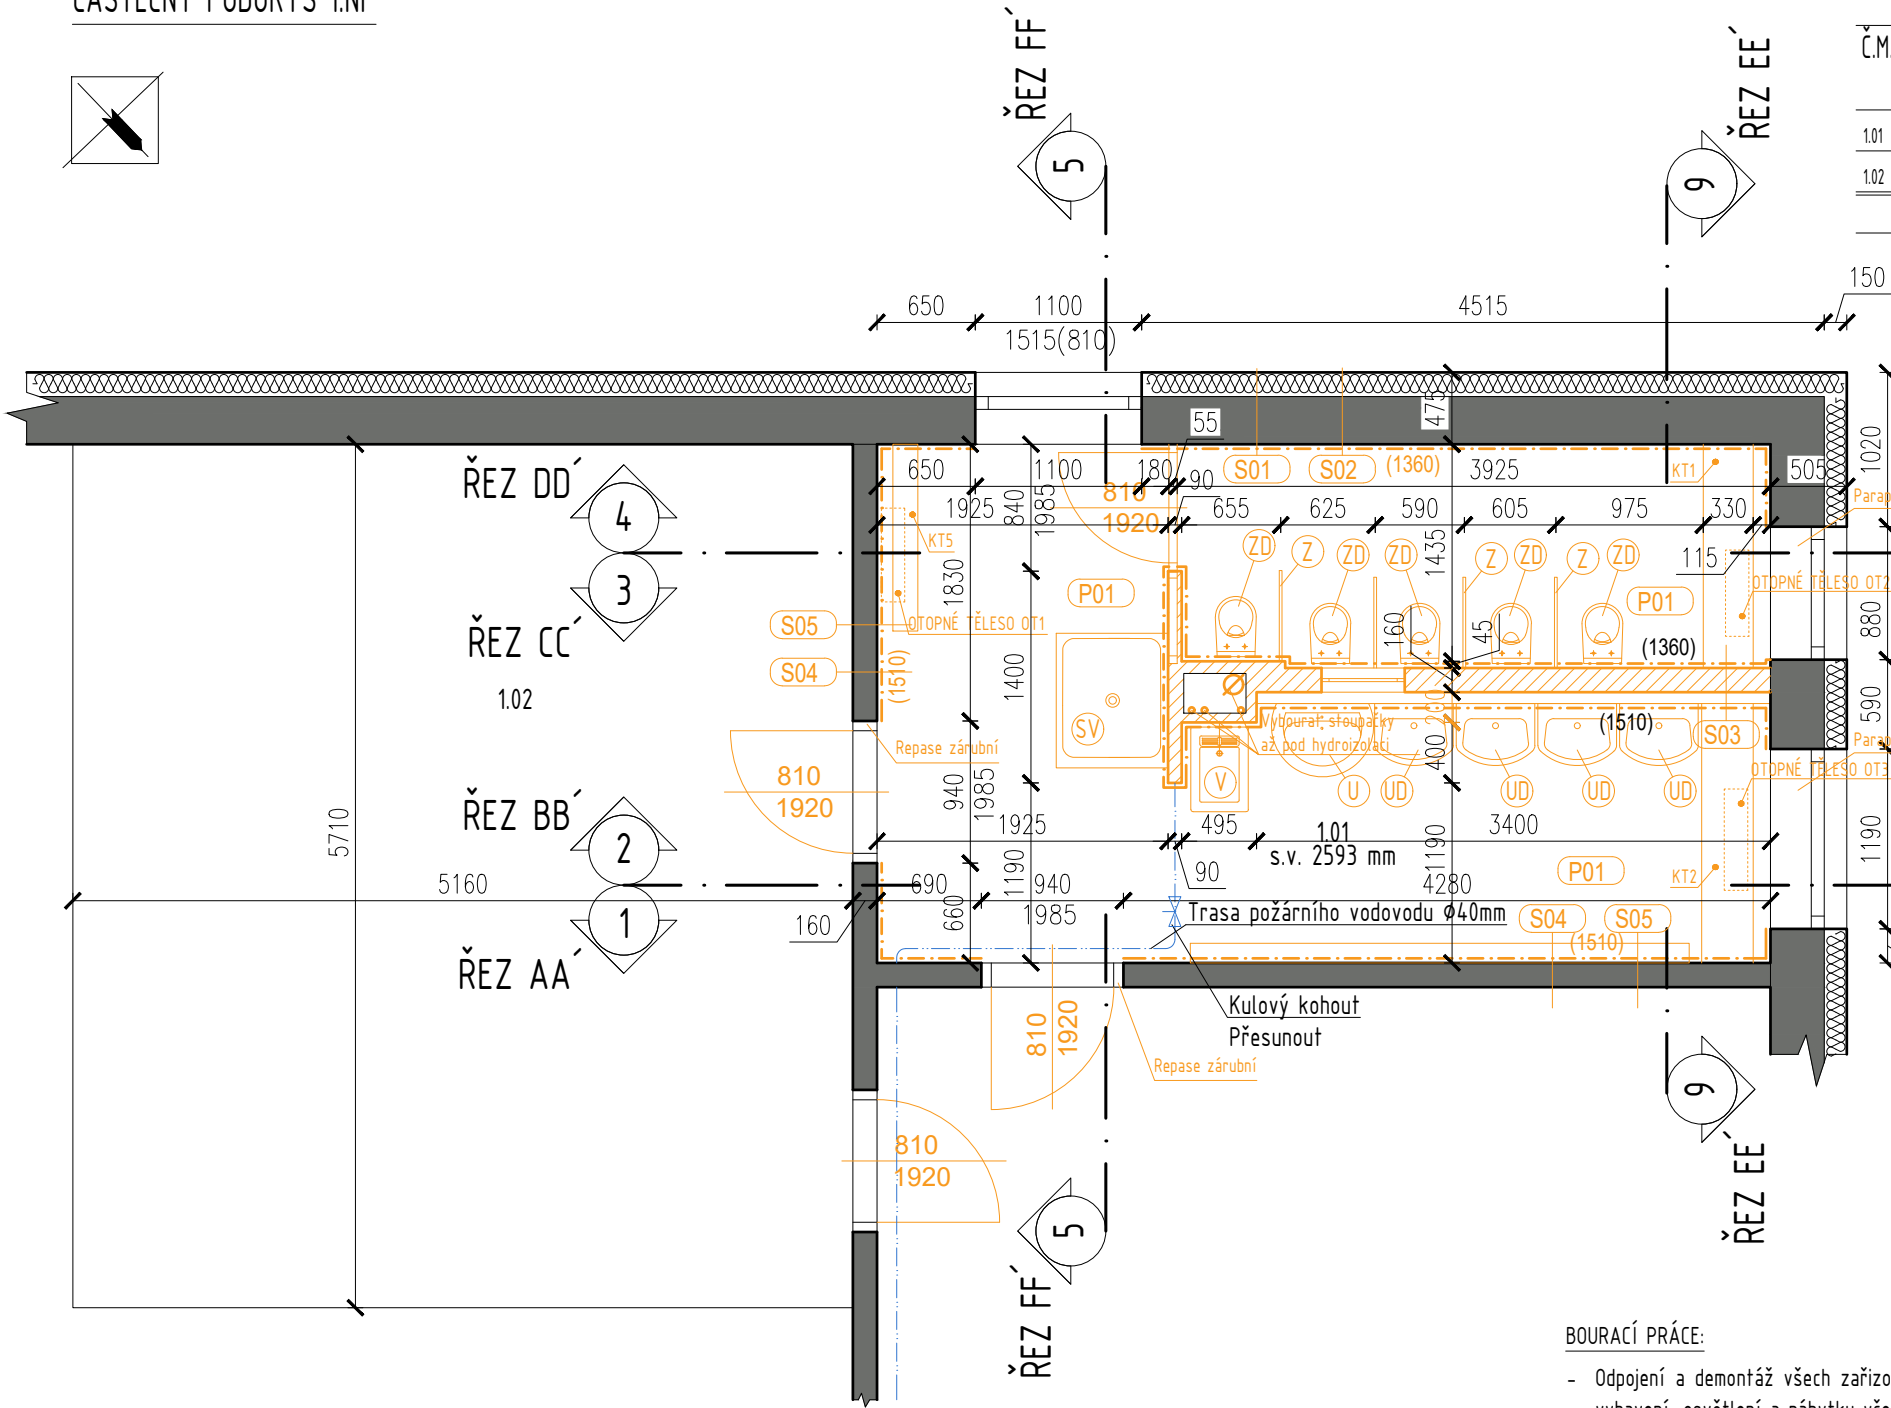 ČÁSTEČNÝ PŮDORYS 1.NP
ŘEZ FF´
5
ŘEZ EE´
9
Č.M.
1.01
1.02
150
650
1100
4515
1515(810)
475
55
1020
ŘEZ DD´
4
3
ŘEZ CC´
1.02
650
1100
180
S01
S02
(1360)
3925
KT1
505
1925
840
1985
810
1920
90
655
625
590
605
975
330
115
KT5
1830
ZD
Z
ZD
ZD
1435
Z
ZD
Z
ZD
P01
P01
OTOPNÉ TĚLESO OT2
880
S05
OTOPNÉ TĚLESO OT1
160
45
(1360)
S04
(1510)
1400
590
SV
Vybourat stoupačky
až pod hydroizolaci
200
400
(1510)
S03
Repase zárubní
OTOPNÉ TĚLESO OT3
810
1920
V
U
UD
UD
UD
UD
940
1985
5710
ŘEZ BB´
2
1
ŘEZ AA´
1925
495
1.01
s.v. 2593 mm
3400
1190
1190
90
1190
P01
KT2
5160
690
940
4280
160
660
1985
Trasa požárního vodovodu Ø40mm
S04
S05
(1510)
Kulový kohout
Přesunout
810
1920
Repase zárubní
9
ŘEZ EE´
810
1920
5
ŘEZ FF´
BOURACÍ PRÁCE:
- Odpojení a demontáž všech